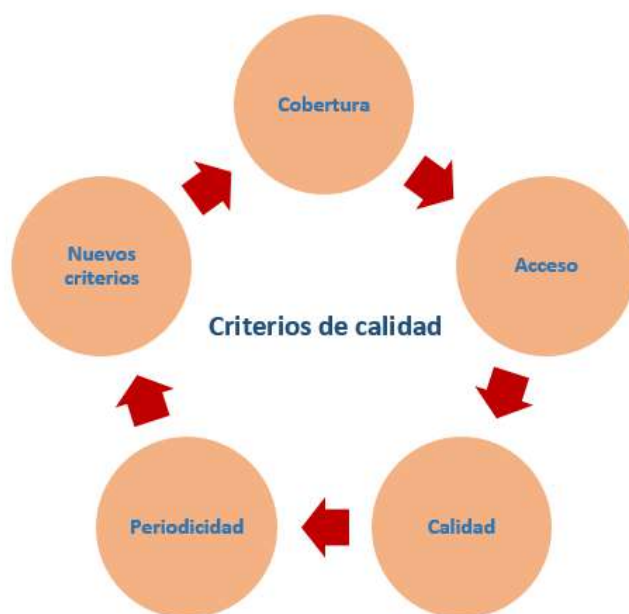 Cobertura
Acceso
Calidad
Periodicidad
Nuevos
criterios
Criterios de calidad